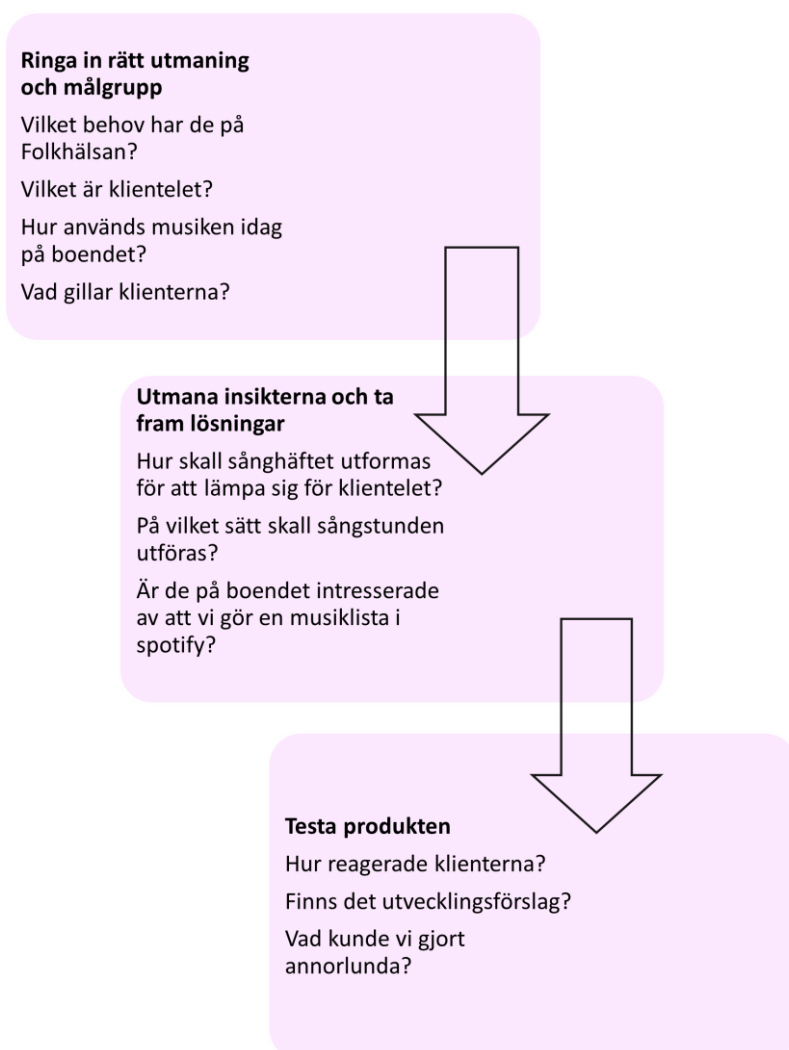 Ringa in rätt utmaning
och målgrupp
Vilket behov har de på
Folkhälsan?
Vilket är klientelet?
Hur används musiken idag
på boendet?
Vad gillar klienterna?
Utmana insikterna och ta
fram lösningar
Hur skall sånghäftet utformas
för att lämpa sig för klientelet?
På vilket sätt skall sångstunden
utföras?
Är de på boendet intresserade
av att vi gör en musiklista i
spotify?
Testa produkten
Hur reagerade klienterna?
Finns det utvecklingsförslag?
Vad kunde vi gjort
annorlunda?